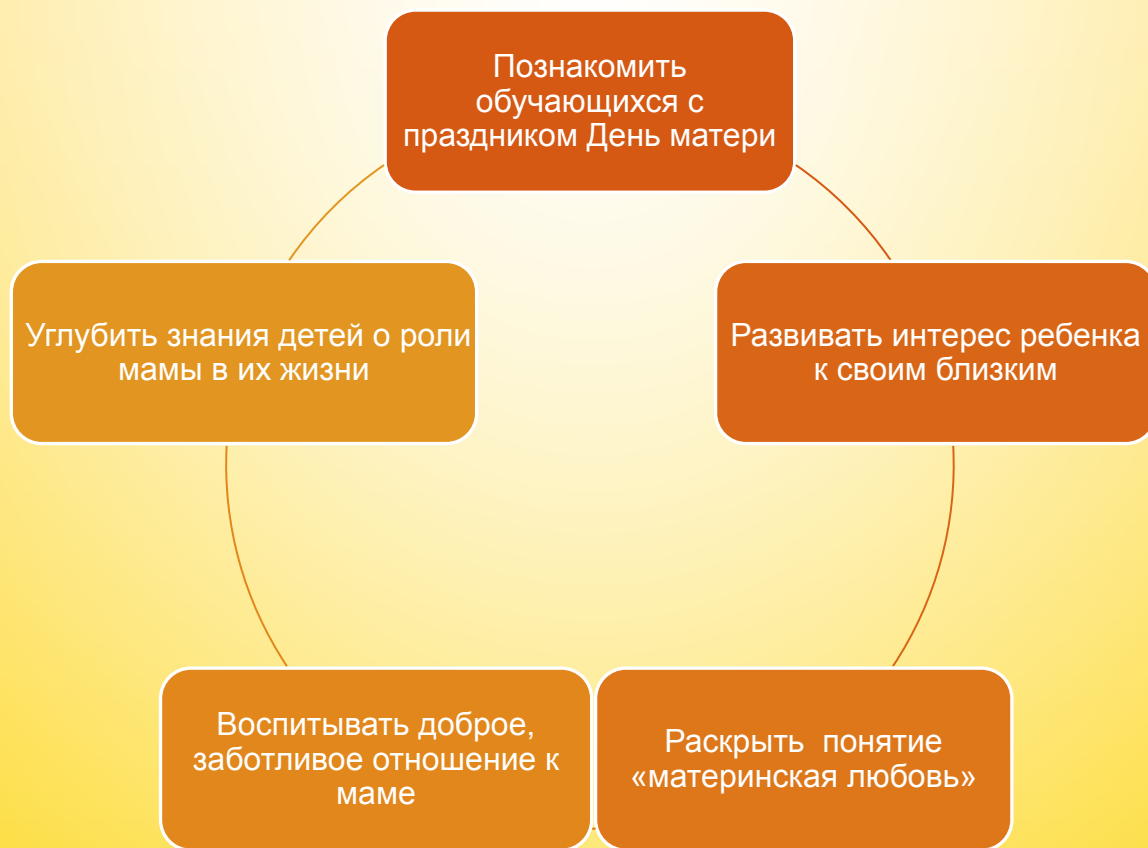 Познакомить
обучающихся с
праздником День матери
Развивать интерес ребенка
к своим близким
Раскрыть  понятие
«материнская любовь»
Воспитывать доброе,
заботливое отношение к
маме
Углубить знания детей о роли
мамы в их жизни